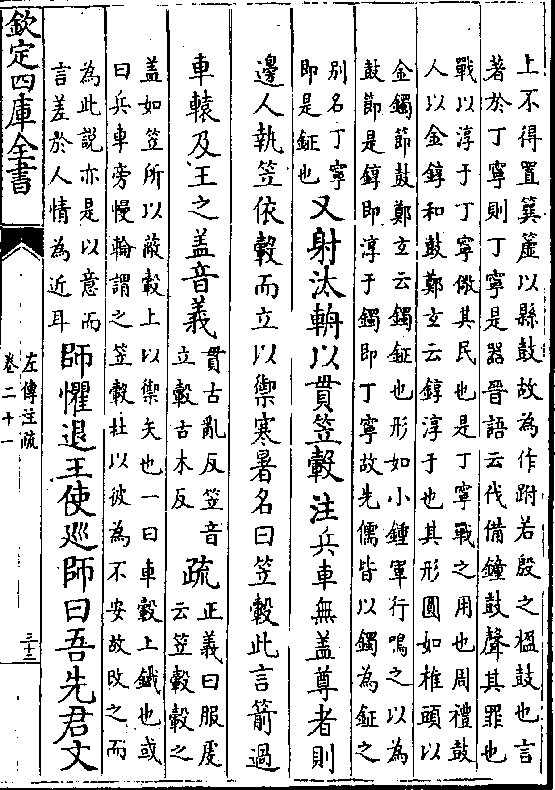 上不得置簨簴以縣鼓故為作跗若殷之楹鼓也言
著於丁寧則丁寧是器晉語云伐備鐘鼓聲其罪也
戰以淳于丁寧儆其民也是丁寧戰之用也周禮鼓
人以金錞和鼓鄭玄云錞淳于也其形圓如椎頭以
金鐲節鼓鄭玄云鐲鉦也形如小鍾軍行鳴之以為
鼓節是錞即淳于鐲即丁寧故先儒皆以鐲為鉦之
別名丁寧
即是鉦也
又射汰輈以貫笠轂注兵車無蓋尊者則
邊人執笠依轂而立以禦寒暑名曰笠轂此言箭過
車轅及王之蓋音義
貫古亂反笠音
立轂古木反
疏
正義曰服虔
云笠轂轂之
蓋如笠所以蔽轂上以禦矢也一曰車轂上鐵也或
曰兵車旁幔輪謂之笠轂杜以彼為不安故改之而
為此說亦是以意而
言差於人情為近耳
師懼退王使巡師曰吾先君文
欽定四庫全書
左傳注疏
卷二十一
三十三